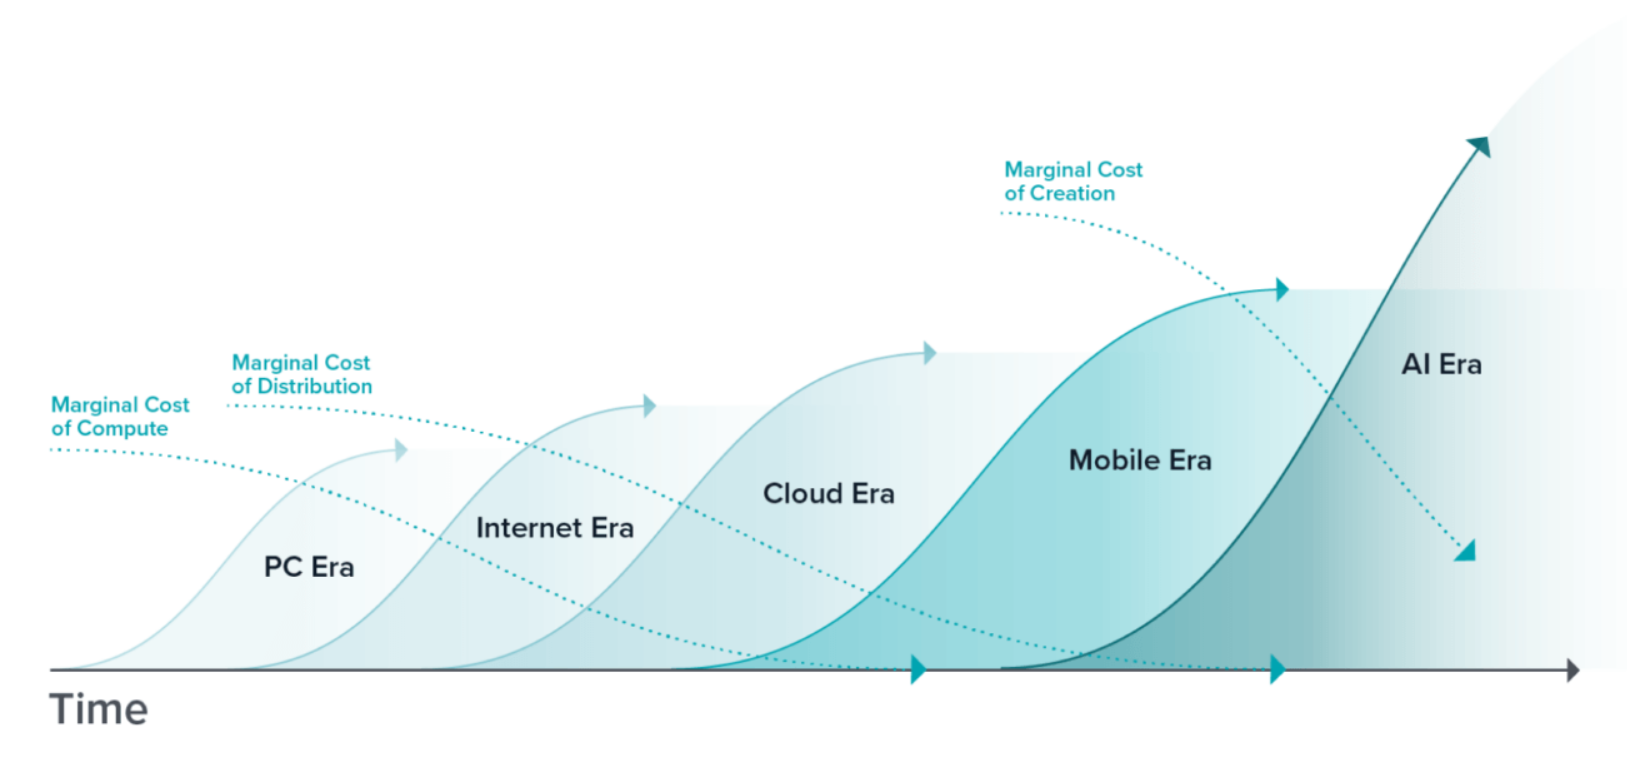 Marginal Cost
of Creation
Marginal Cost
of Distribution
Marginal Cost
of Compute
AI Era
Mobile Era
Cloud Era
Internet Era
PC Era
Time